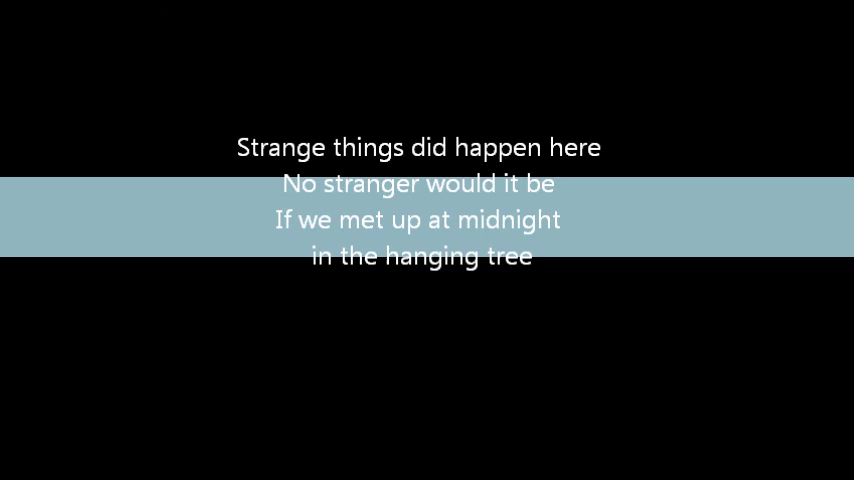 Strange things did happen here
No stranger would it be
If we met up at midnight
in the hanging tree